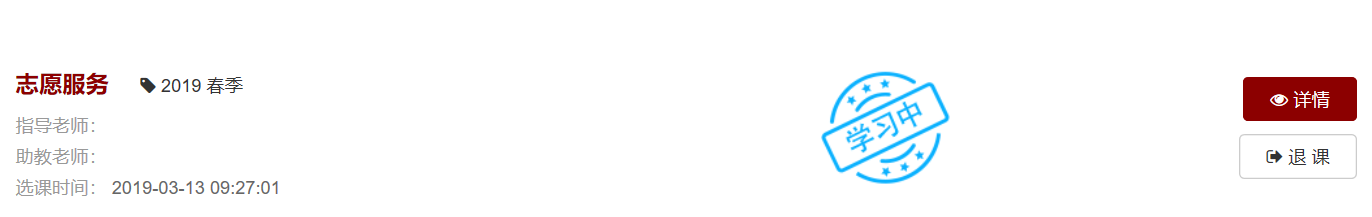 志愿服务 2019 春季
指导老师：
助教老师：
选课时间： 2019-03-13 09:27:01
学习中
详情
退 课